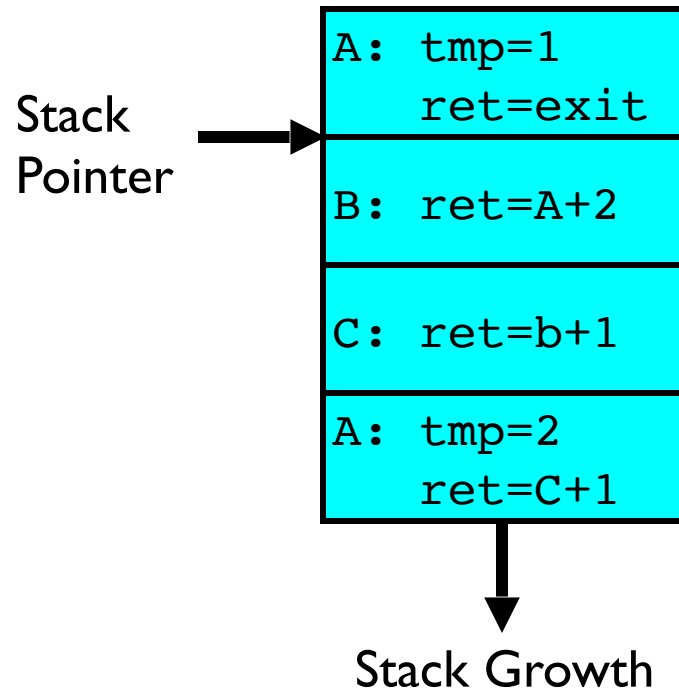 Stack
Pointer
A: tmp=1
ret=exit
B: ret=A+2
C: ret=b+1
A: tmp=2
ret=C+1
Stack Growth